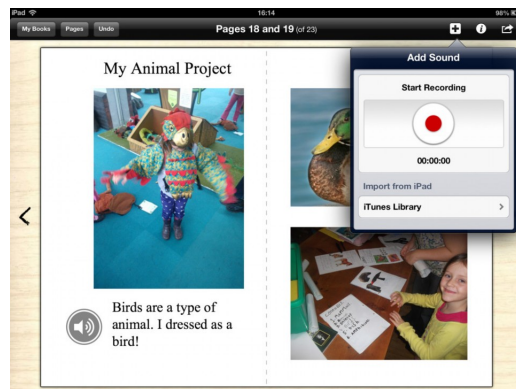 iPad 16:14 98%
My Books Pages Undo Pages 18 and 19 (of 23)
My Animal Project
Birds are a type of
animal. I dressed as a
bird!
Add Sound
Start Recording
00:00:00
Import from iPad
iTunes Library